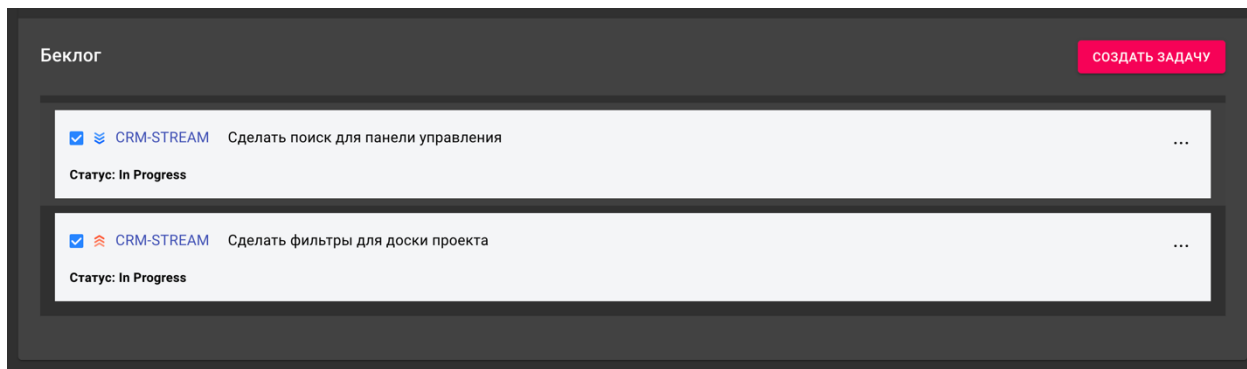 Беклог
СОЗДАТЬ ЗАДАЧУ
CRM-STREAM Сделать поиск для панели управления ...
Статус: In Progress
CRM-STREAM Сделать фильтры для доски проекта ...
Статус: In Progress